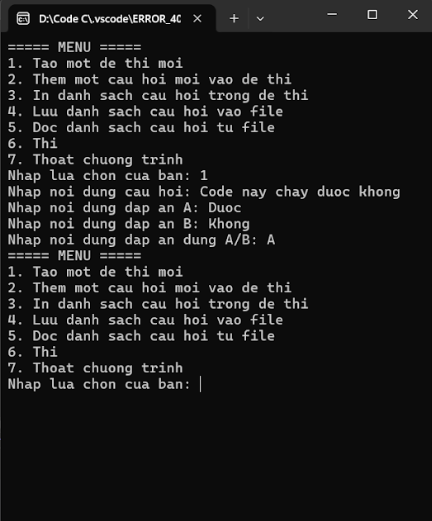 D:\Code C\.vscode\ERROR_40
===== MENU =====
1. Tao mot de thi moi
2. Them mot cau hoi moi vao de thi
3. In danh sach cau hoi trong de thi
4. Luu danh sach cau hoi vao file
5. Doc danh sach cau hoi tu file
6. Thi
7. Thoat chuong trinh
Nhap lua chon cua ban: 1
Nhap noi dung cau hoi: Code nay chay duoc khong
Nhap noi dung dap an A: Duoc
Nhap noi dung dap an B: Khong
Nhap noi dung dap an dung A/B: A
===== MENU =====
1. Tao mot de thi moi
2. Them mot cau hoi moi vao de thi
3. In danh sach cau hoi trong de thi
4. Luu danh sach cau hoi vao file
5. Doc danh sach cau hoi tu file
6. Thi
7. Thoat chuong trinh
Nhap lua chon cua ban: